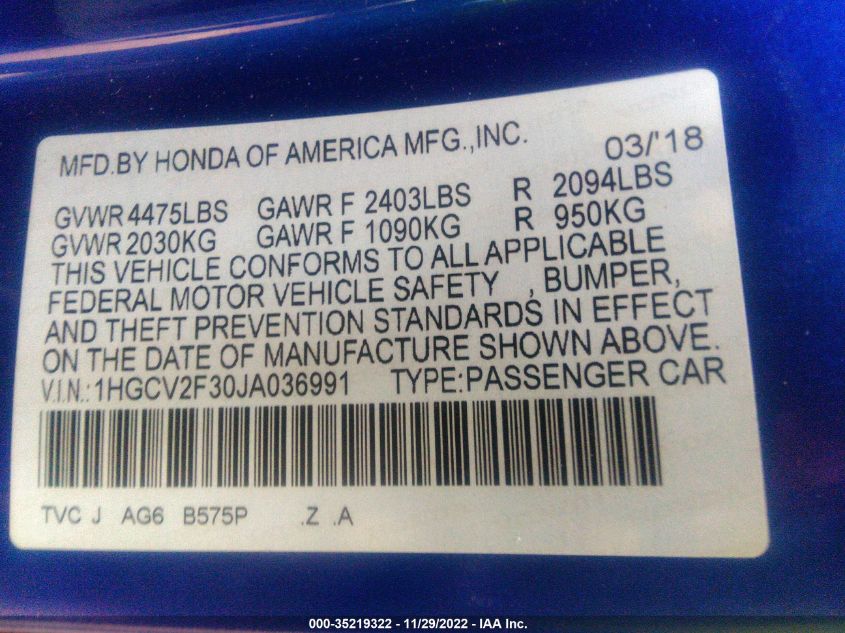 MFD.BY HONDA OF AMERICA MFG.,INC. 03/'18
GVWR 4475LBS GAWR F 2403LBS R 2094LBS
GVWR 2030KG GAWR F 1090KG R 950KG
THIS VEHICLE CONFORMS TO ALL APPLICABLE
FEDERAL MOTOR VEHICLE SAFETY , BUMPER,
AND THEFT PREVENTION STANDARDS IN EFFECT
ON THE DATE OF MANUFACTURE SHOWN ABOVE.
V.I.N.:1HGCV2F30JA036991 TYPE:PASSENGER CAR
TVC J AG6 B575P .Z .A
000-35219322 - 11/29/2022 - IAA Inc.